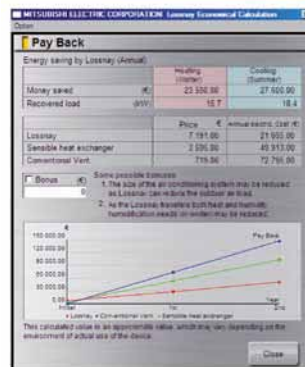 MITSUBISHI ELECTRIC CORPORATION Lossnay Economical Calculation
Option
Pay Back
Energy saving by Lossnay (Annual)
Heating (Winter) Cooling (Summer)
Money saved (€) 23 500.00 27 600.00
Recovered load (kW) 16.7 18.4
Price €
Lossnay 7 191.00 21 655.00
Sensible heat exchanger 45 913.00
Conventional Vent. 719.00 72 755.00
Bonus (€)
0
Some possible bonuses
1. The size of the air conditioning system may be reduced
as Lossnay can reduce the outdoor air load.
2. As the Lossnay transfers both heat and humidity,
humidification needs (in winter) may be reduced.
€
150 000.00
120 000.00
90 000.00
60 000.00
30 000.00
0.00
Pay Back
Year
Initial 1st 2nd
Lossnay Conventional Vent. Sensible heat exchanger
This calculated value is an approximate value, which may vary depending on the
environment of actual use of the device.
Close